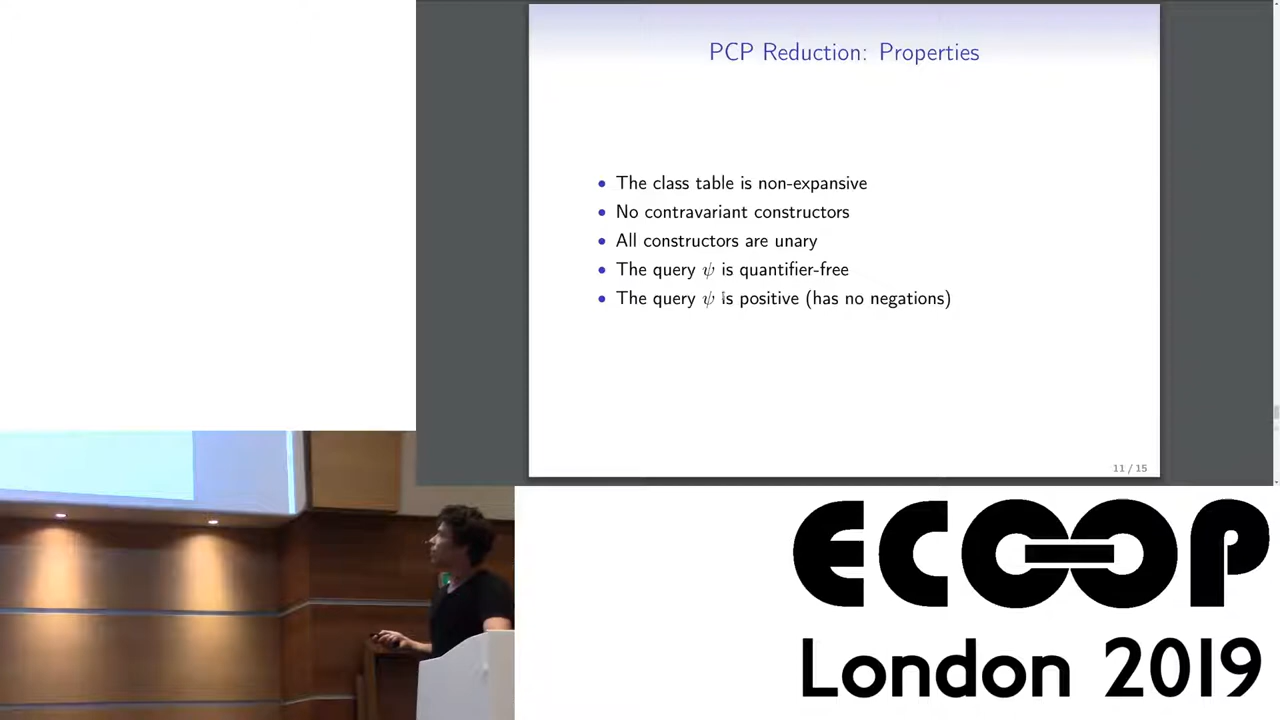 PCP Reduction: Properties
• The class table is non-expansive
• No contravariant constructors
• All constructors are unary
• The query ψ is quantifier-free
• The query ψ is positive (has no negations)
11 / 15
ECOOP
London 2019